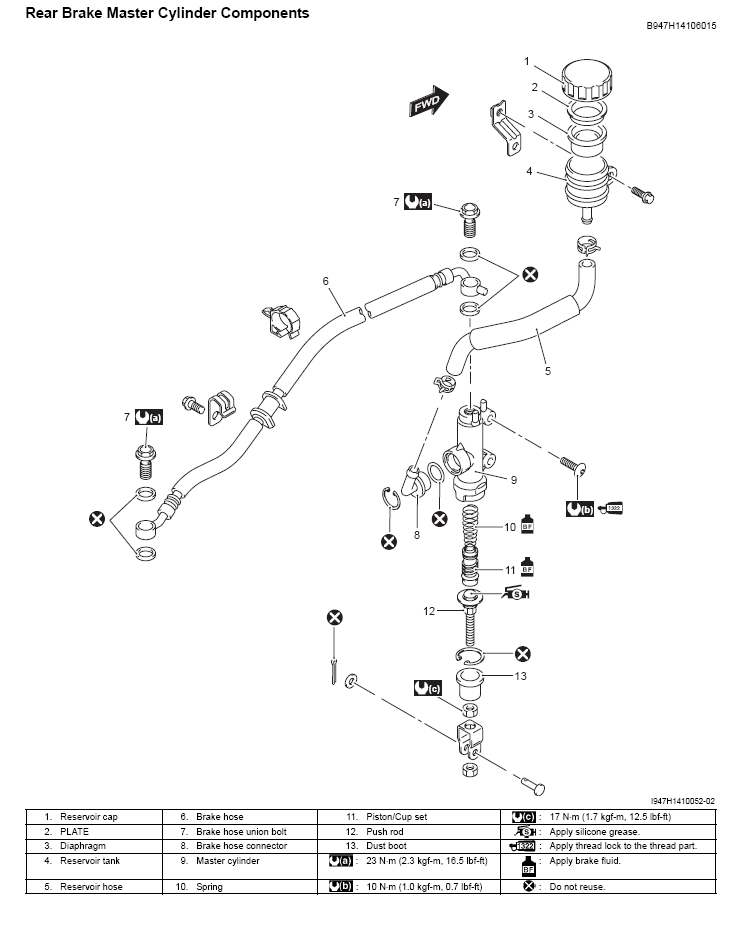 Rear Brake Master Cylinder Components
B947H14106015
1
FWD
2
3
4
7 (a)
6
5
7 (a)
9
(b) 1322
8
10 BF
11 BF
S
12
13
(c)
I947H1410052-02
1. Reservoir cap 6. Brake hose 11. Piston/Cup set (c) : 17 N·m (1.7 kgf-m, 12.5 lbf-ft)
2. PLATE 7. Brake hose union bolt 12. Push rod S : Apply silicone grease.
3. Diaphragm 8. Brake hose connector 13. Dust boot 1322 : Apply thread lock to the thread part.
4. Reservoir tank 9. Master cylinder (a) : 23 N·m (2.3 kgf-m, 16.5 lbf-ft) BF : Apply brake fluid.
5. Reservoir hose 10. Spring (b) : 10 N·m (1.0 kgf-m, 0.7 lbf-ft) : Do not reuse.